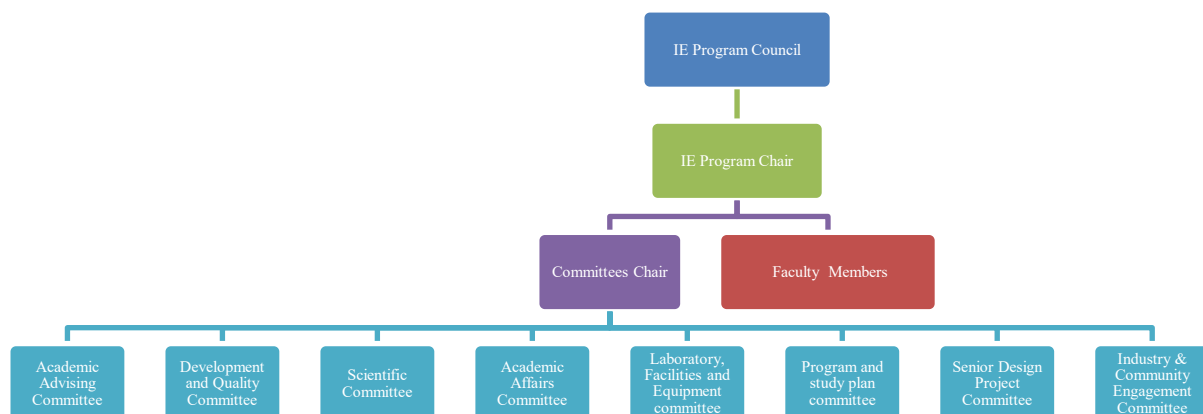 IE Program Council
IE Program Chair
Committees Chair
Faculty Members
Academic
Advising
Committee
Development
and Quality
Committee
Scientific
Committee
Academic
Affairs
Committee
Laboratory,
Facilities and
Equipment
committee
Program and
study plan
committee
Senior Design
Project
Committee
Industry &
Community
Engagement
Committee